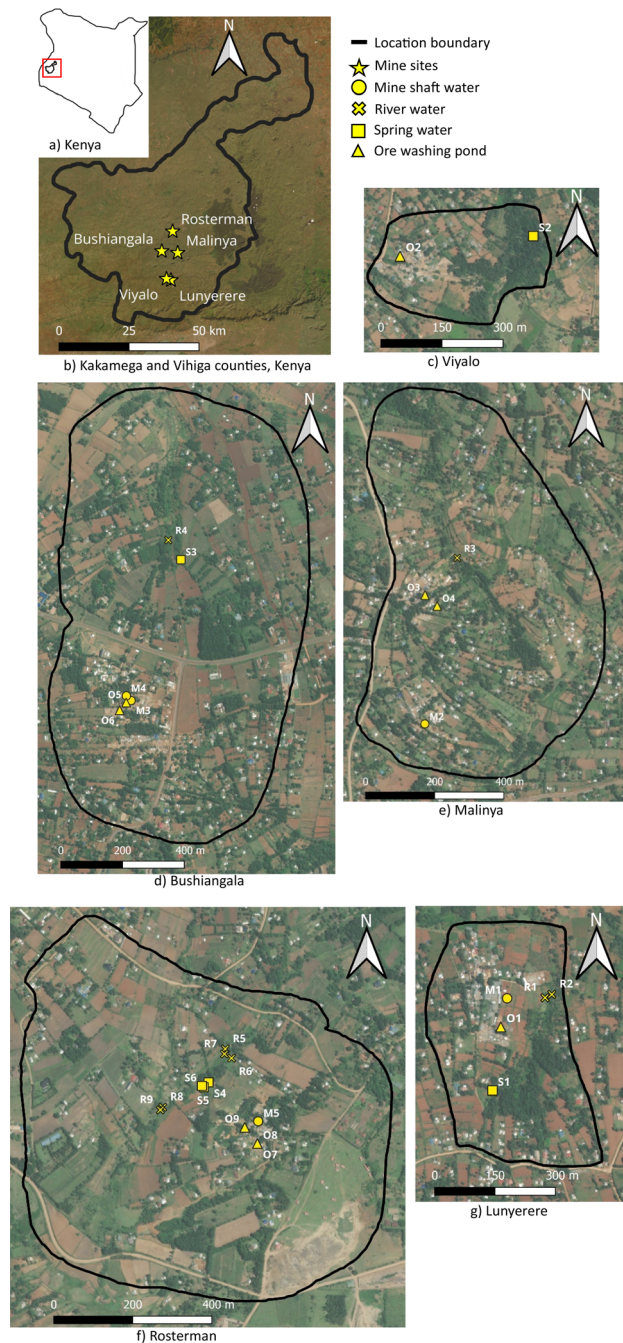 a) Kenya
N
Rosterman
Bushiangala
Malinya
Viyalo
Lunyerere
0 25 50 km
b) Kakamega and Vihiga counties, Kenya
Location boundary
Mine sites
Mine shaft water
River water
Spring water
Ore washing pond
N
S2
O2
0 150 300 m
c) Viyalo
N
R4
S3
M4
O5
M3
O6
0 200 400 m
d) Bushiangala
N
R3
O3
O4
M2
0 200 400 m
e) Malinya
N
R5
R7
R6
S6
S4
S5
R8
R9
M5
O9
O8
O7
0 200 400 m
f) Rosterman
N
R2
R1
M1
O1
S1
0 150 300 m
g) Lunyerere